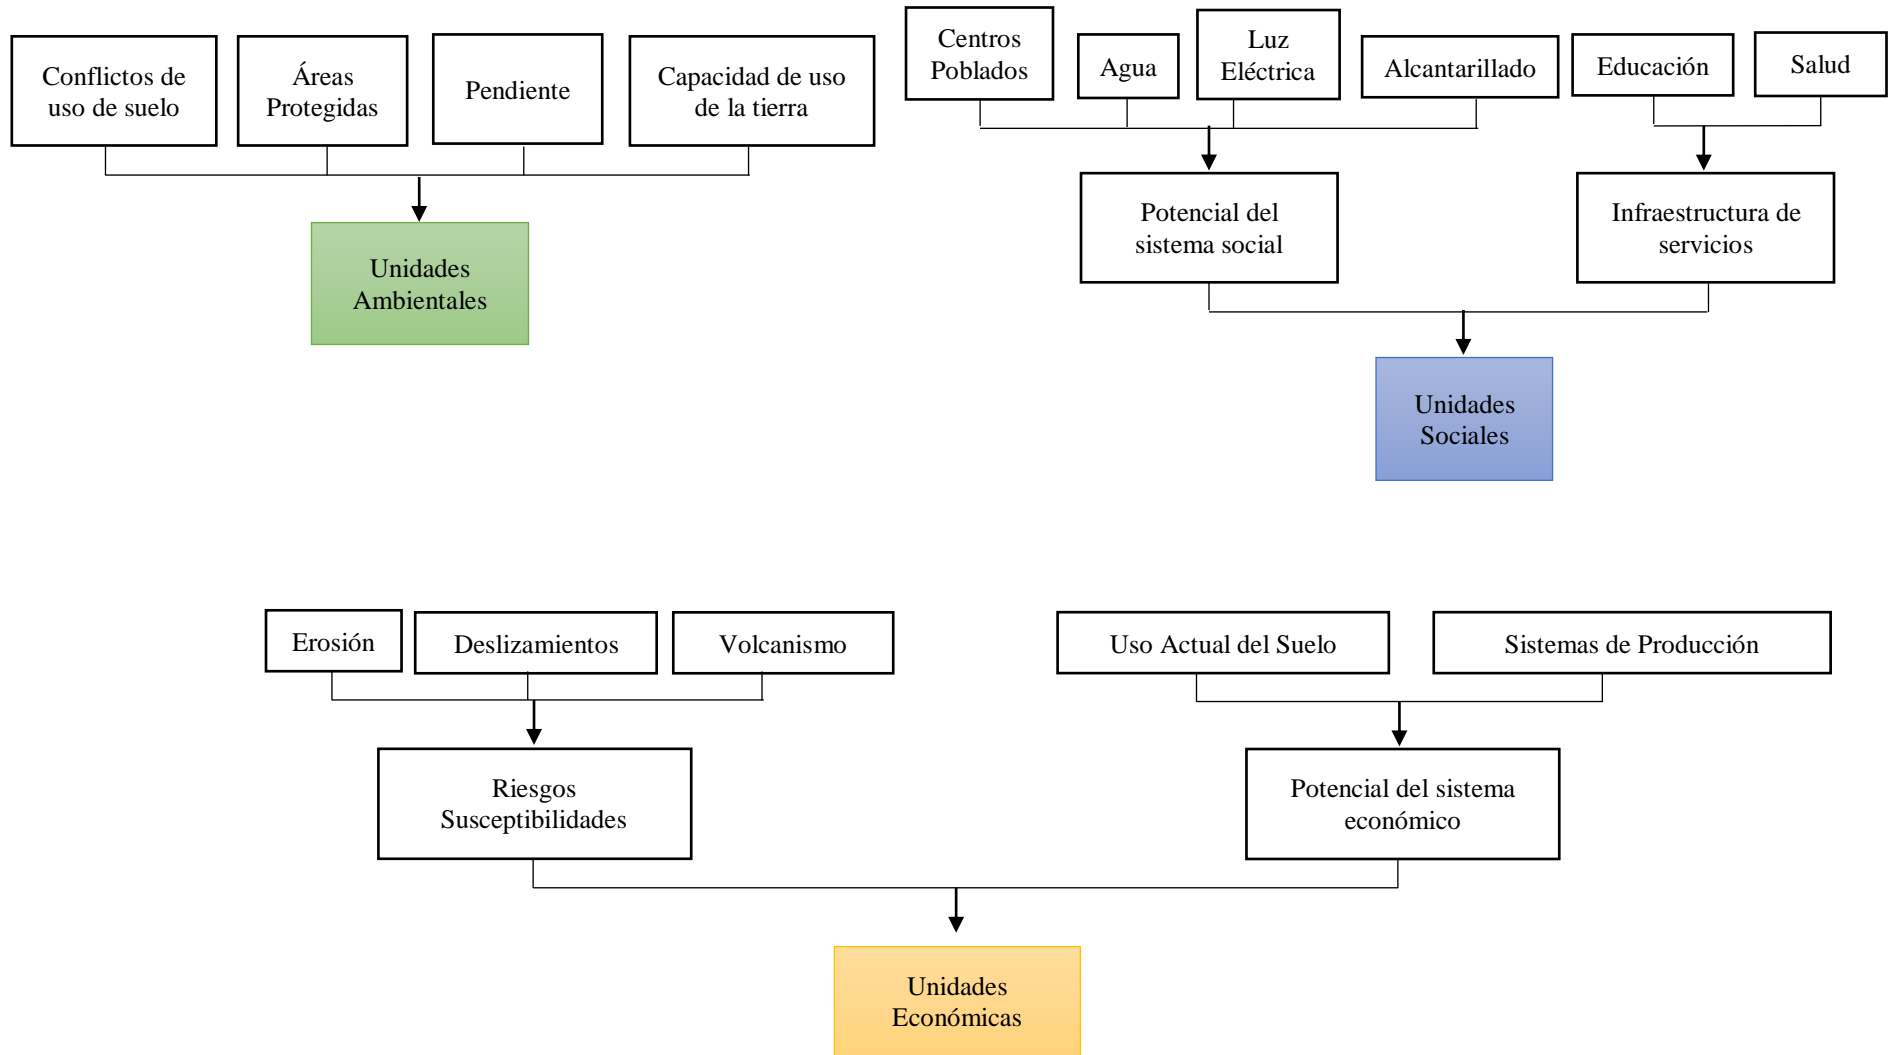 Conflictos de
uso de suelo
Áreas
Protegidas
Pendiente
Capacidad de uso
de la tierra
Unidades
Ambientales
Centros
Poblados
Agua
Luz
Eléctrica
Alcantarillado
Educación
Salud
Potencial del
sistema social
Infraestructura de
servicios
Unidades
Sociales
Erosión
Deslizamientos
Volcanismo
Uso Actual del Suelo
Sistemas de Producción
Riesgos
Susceptibilidades
Potencial del sistema
económico
Unidades
Económicas